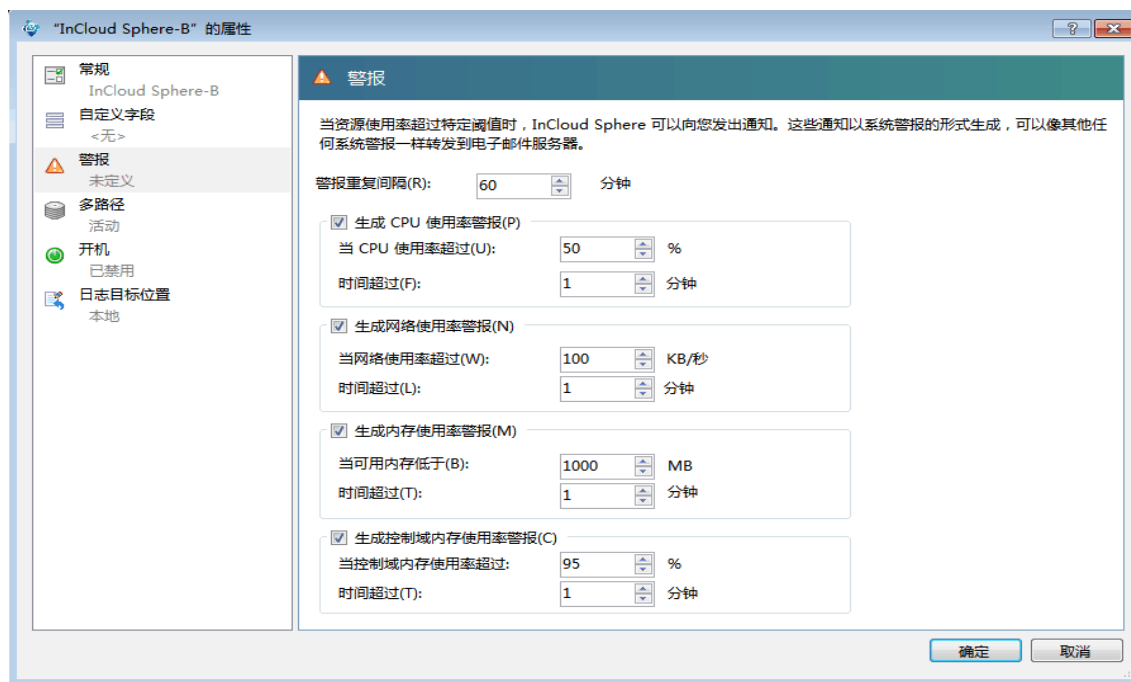 “InCloud Sphere-B” 的属性
常规
InCloud Sphere-B
自定义字段
<无>
警报
未定义
多路径
活动
开机
已禁用
日志目标位置
本地
警报
当资源使用率超过特定阈值时，InCloud Sphere 可以向您发出通知。这些通知以系统警报的形式生成，可以像其他任
何系统警报一样转发到电子邮件服务器。
警报重复间隔(R): 60 分钟
生成 CPU 使用率警报(P)
当 CPU 使用率超过(U): 50 %
时间超过(F): 1 分钟
生成网络使用率警报(N)
当网络使用率超过(W): 100 KB/秒
时间超过(L): 1 分钟
生成内存使用率警报(M)
当可用内存低于(B): 1000 MB
时间超过(T): 1 分钟
生成控制域内存使用率警报(C)
当控制域内存使用率超过: 95 %
时间超过(T): 1 分钟
确定 取消